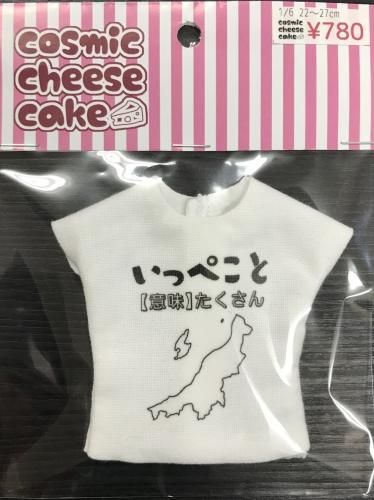 cosmic
cheese
cake
1/6 22～27cm
cosmic
cheese
cake
¥780
いっぺこと
【意味】たくさん